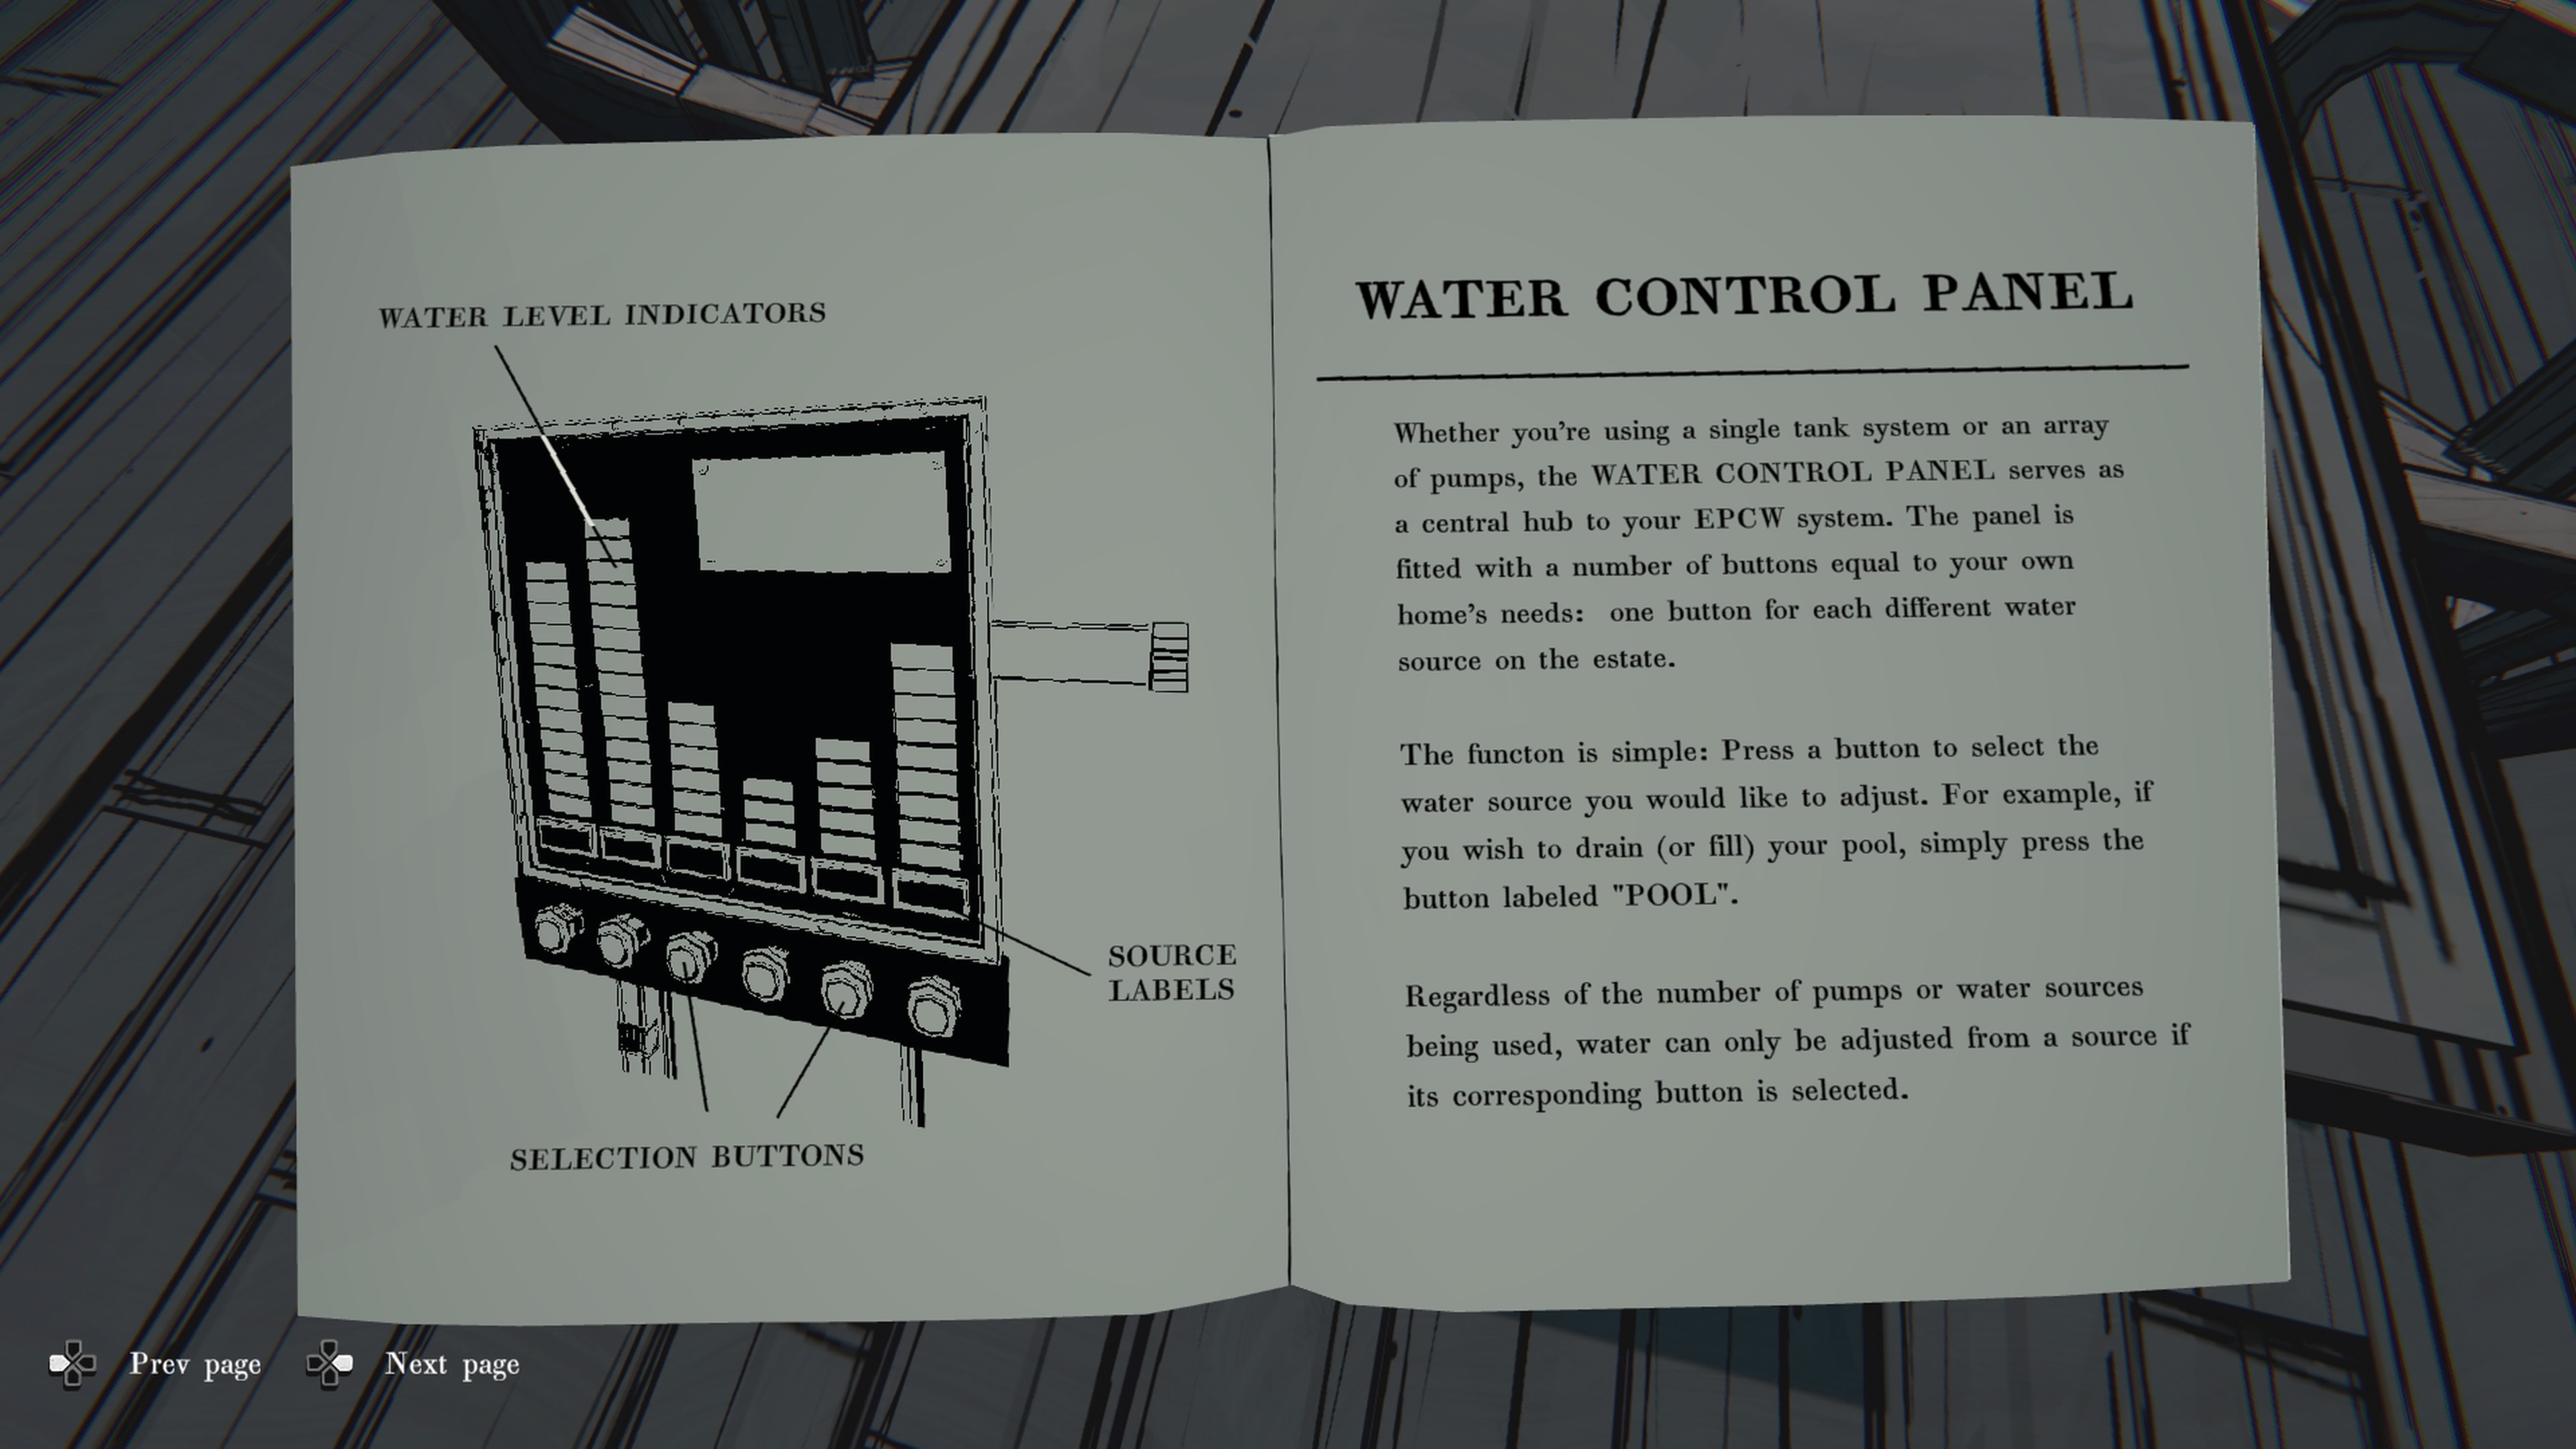 WATER LEVEL INDICATORS
SOURCE
LABELS
SELECTION BUTTONS
WATER CONTROL PANEL
Whether you're using a single tank system or an array
of pumps, the WATER CONTROL PANEL serves as
a central hub to your EPCW system. The panel is
fitted with a number of buttons equal to your own
home's needs: one button for each different water
source on the estate.
The functon is simple: Press a button to select the
water source you would like to adjust. For example, if
you wish to drain (or fill) your pool, simply press the
button labeled "POOL".
Regardless of the number of pumps or water sources
being used, water can only be adjusted from a source if
its corresponding button is selected.
Prev page
Next page